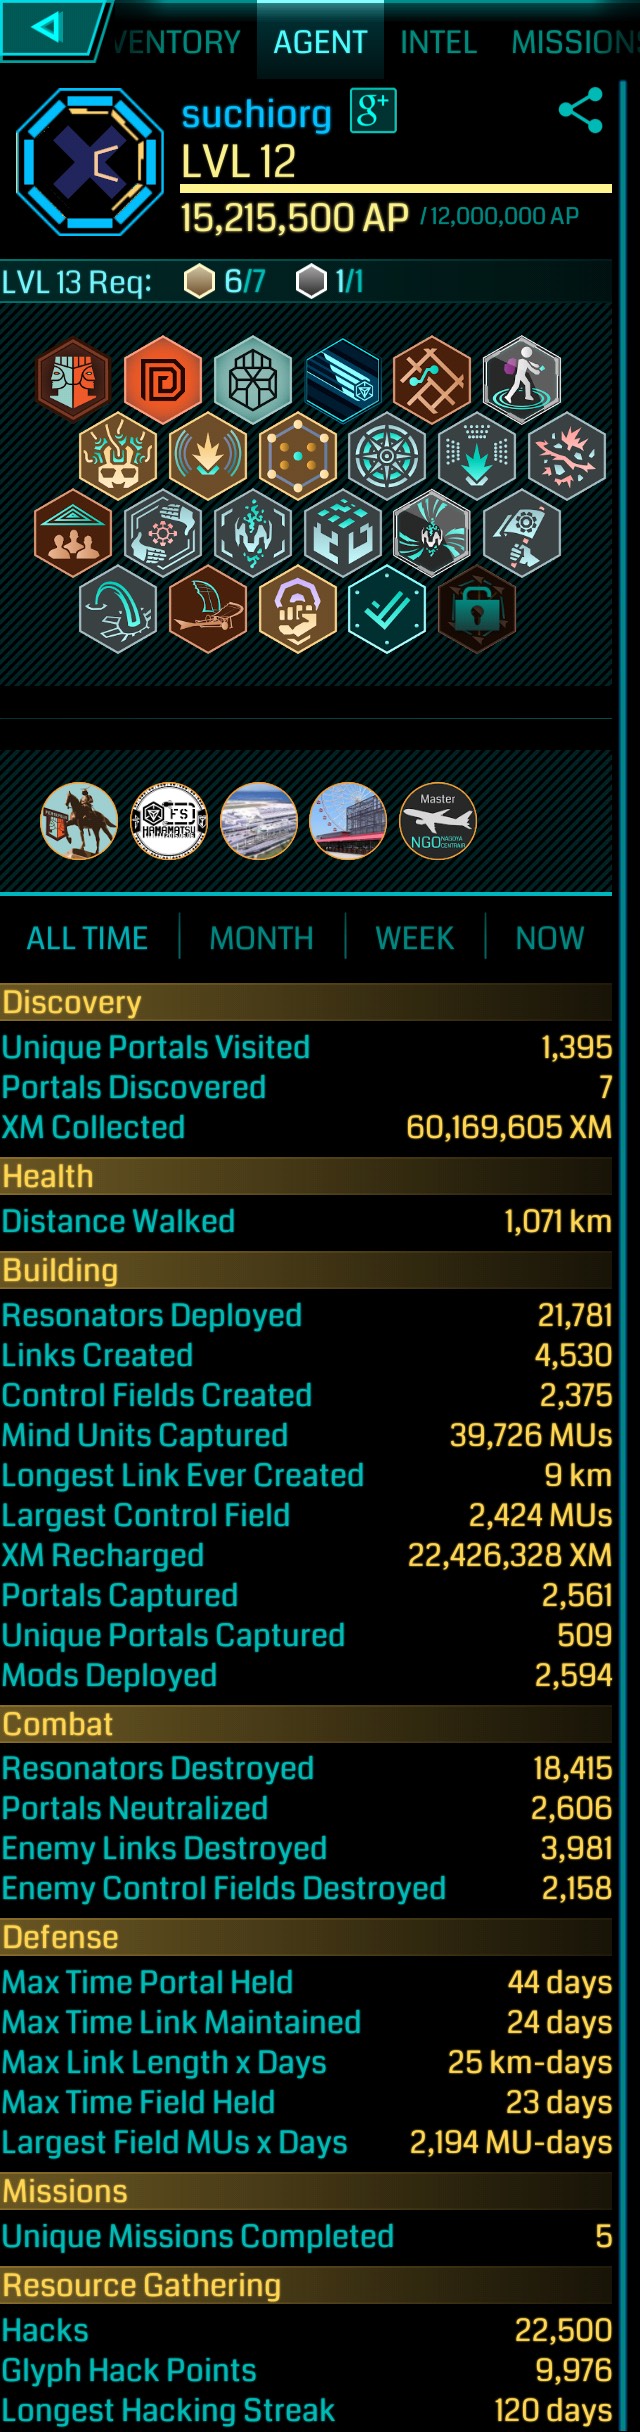 VENTORY AGENT INTEL MISSIONS
suchiorg g+
LVL 12
15,215,500 AP / 12,000,000 AP
LVL 13 Req: 6/7 1/1
FS
HAMAMATSU
Master
NGO NAGOYA CENTRAIR
ALL TIME MONTH WEEK NOW
Discovery
Unique Portals Visited 1,395
Portals Discovered 7
XM Collected 60,169,605 XM
Health
Distance Walked 1,071 km
Building
Resonators Deployed 21,781
Links Created 4,530
Control Fields Created 2,375
Mind Units Captured 39,726 MUs
Longest Link Ever Created 9 km
Largest Control Field 2,424 MUs
XM Recharged 22,426,328 XM
Portals Captured 2,561
Unique Portals Captured 509
Mods Deployed 2,594
Combat
Resonators Destroyed 18,415
Portals Neutralized 2,606
Enemy Links Destroyed 3,981
Enemy Control Fields Destroyed 2,158
Defense
Max Time Portal Held 44 days
Max Time Link Maintained 24 days
Max Link Length x Days 25 km-days
Max Time Field Held 23 days
Largest Field MUs x Days 2,194 MU-days
Missions
Unique Missions Completed 5
Resource Gathering
Hacks 22,500
Glyph Hack Points 9,976
Longest Hacking Streak 120 days